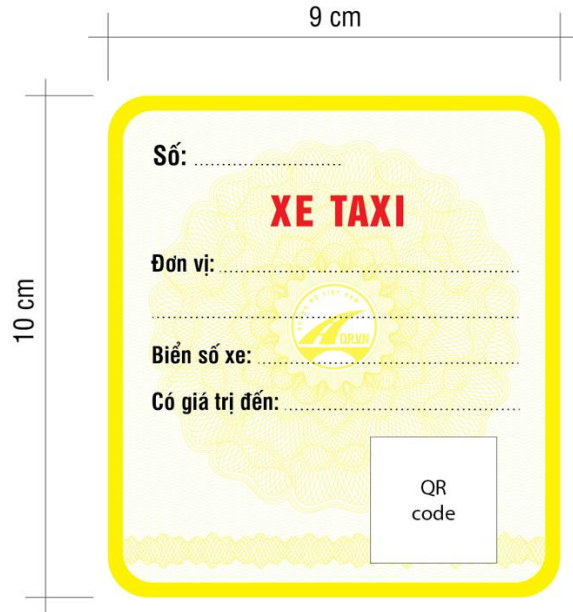 9 cm
10 cm
Số: ........................
XE TAXI
Đơn vị: ............................................................
............................................................
Biển số xe: ............................................
Có giá trị đến: ........................................
QR
code